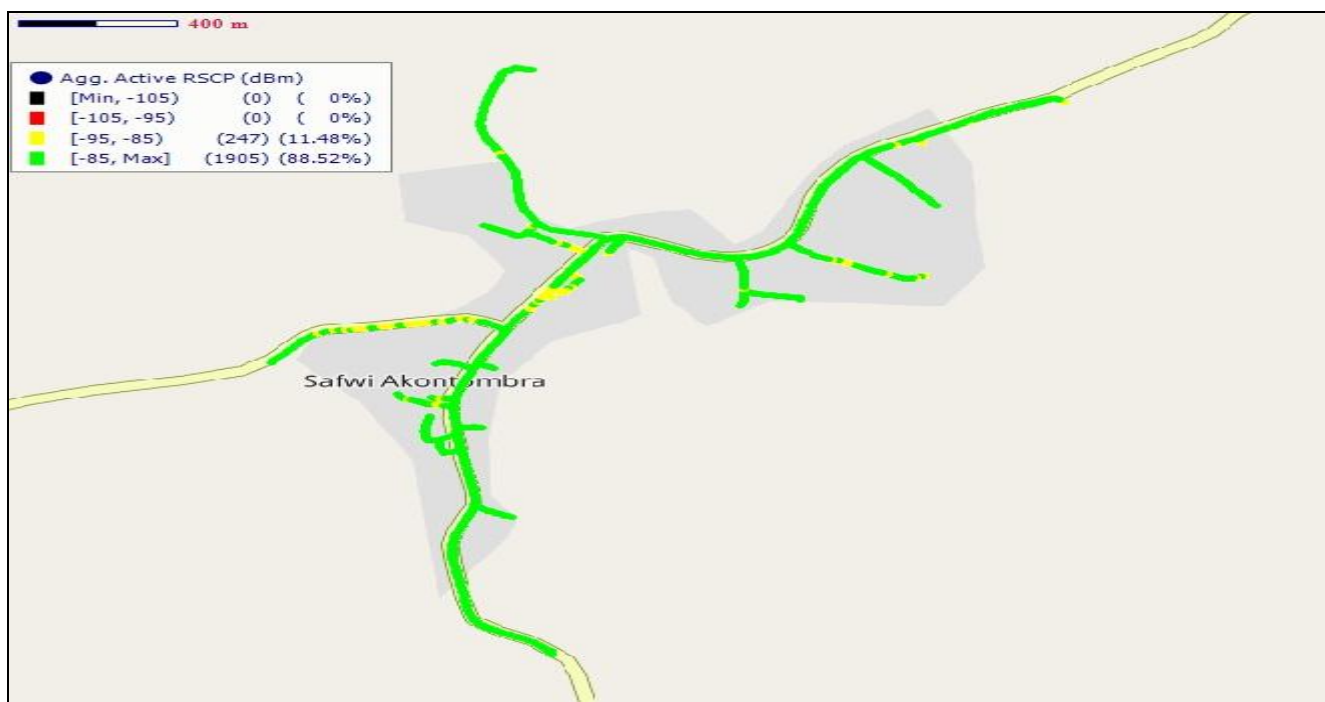 400 m
Agg. Active RSCP (dBm)
[Min, -105) (0) ( 0%)
[-105, -95) (0) ( 0%)
[-95, -85) (247) (11.48%)
[-85, Max] (1905) (88.52%)
Safwi Akontombra